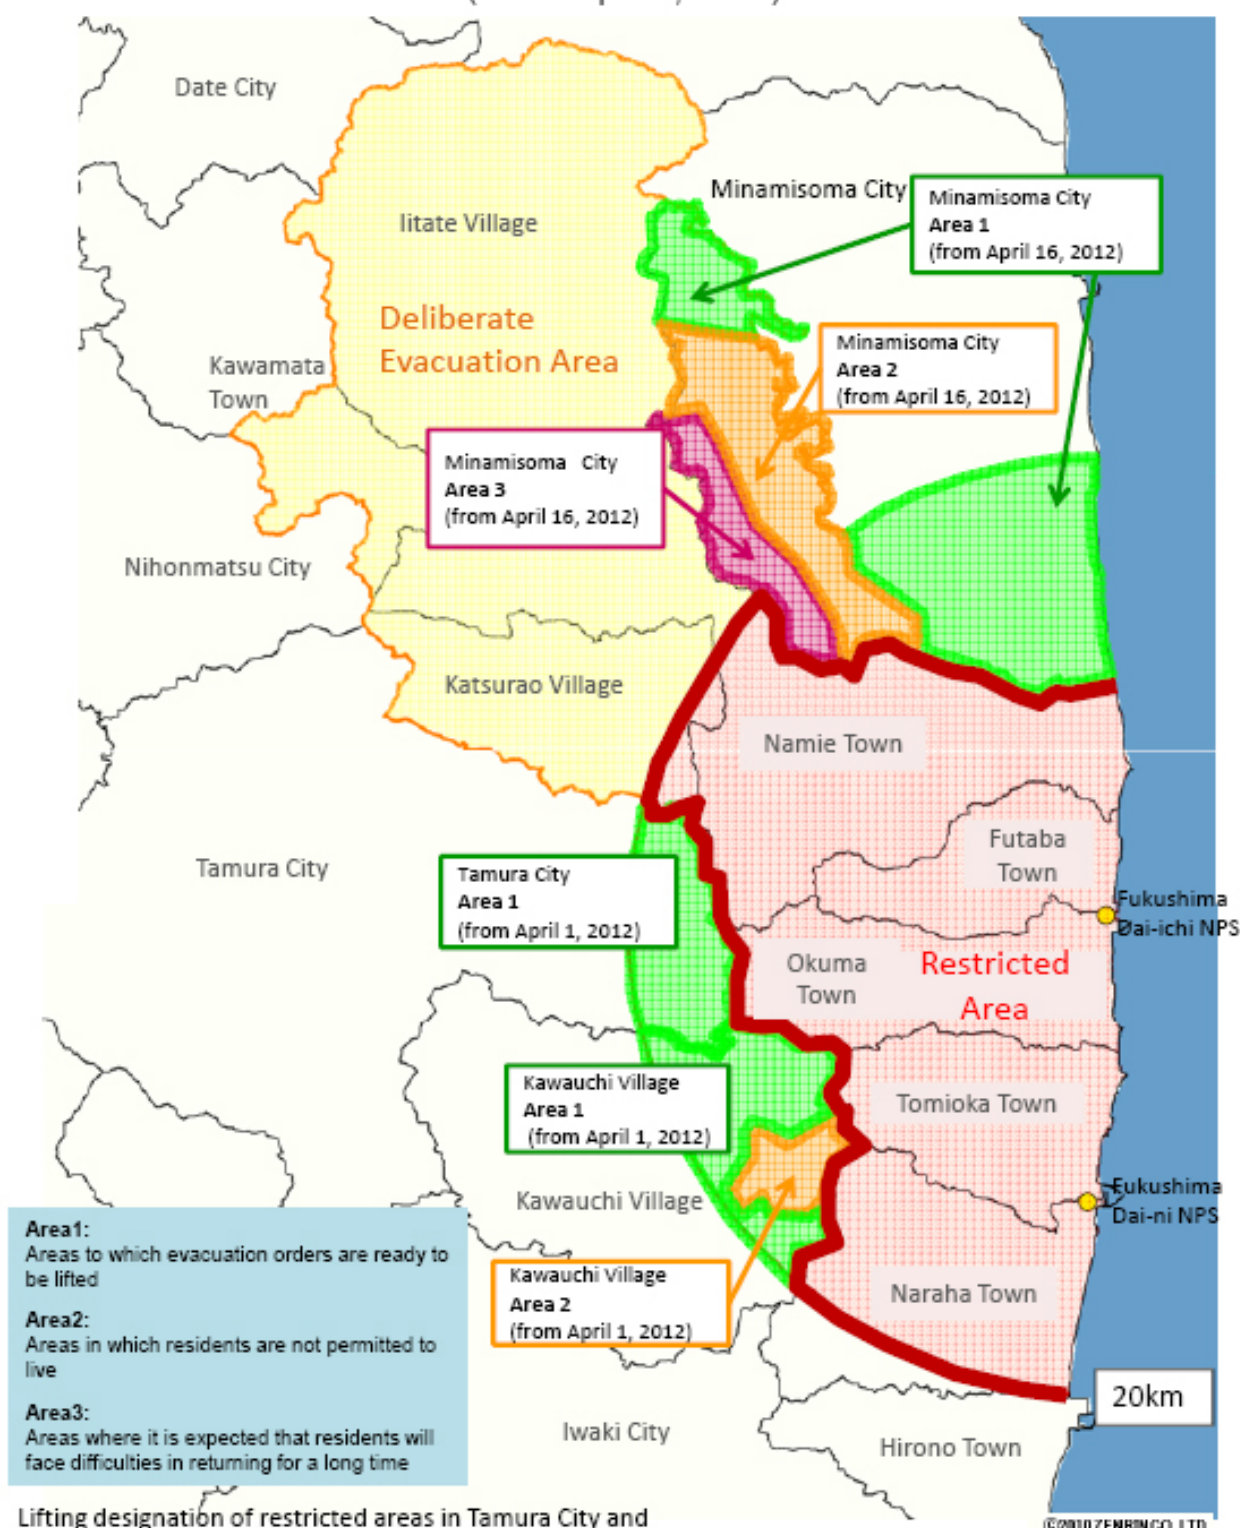 Date City
Minamisoma City
Minamisoma City
Area 1
(from April 16, 2012)
Iitate Village
Deliberate
Evacuation Area
Minamisoma City
Area 2
(from April 16, 2012)
Kawamata
Town
Minamisoma City
Area 3
(from April 16, 2012)
Nihonmatsu City
Katsurao Village
Namie Town
Futaba
Town
Tamura City
Tamura City
Area 1
(from April 1, 2012)
Fukushima
Dai-ichi NPS
Okuma
Town
Restricted
Area
Kawauchi Village
Area 1
(from April 1, 2012)
Tomioka Town
Kawauchi Village
Fukushima
Dai-ni NPS
Area1:
Areas to which evacuation orders are ready to
be lifted
Area2:
Areas in which residents are not permitted to
live
Area3:
Areas where it is expected that residents will
face difficulties in returning for a long time
Kawauchi Village
Area 2
(from April 1, 2012)
Naraha Town
20km
Iwaki City
Hirono Town
Lifting designation of restricted areas in Tamura City and
©2010 ZENRIN CO., LTD